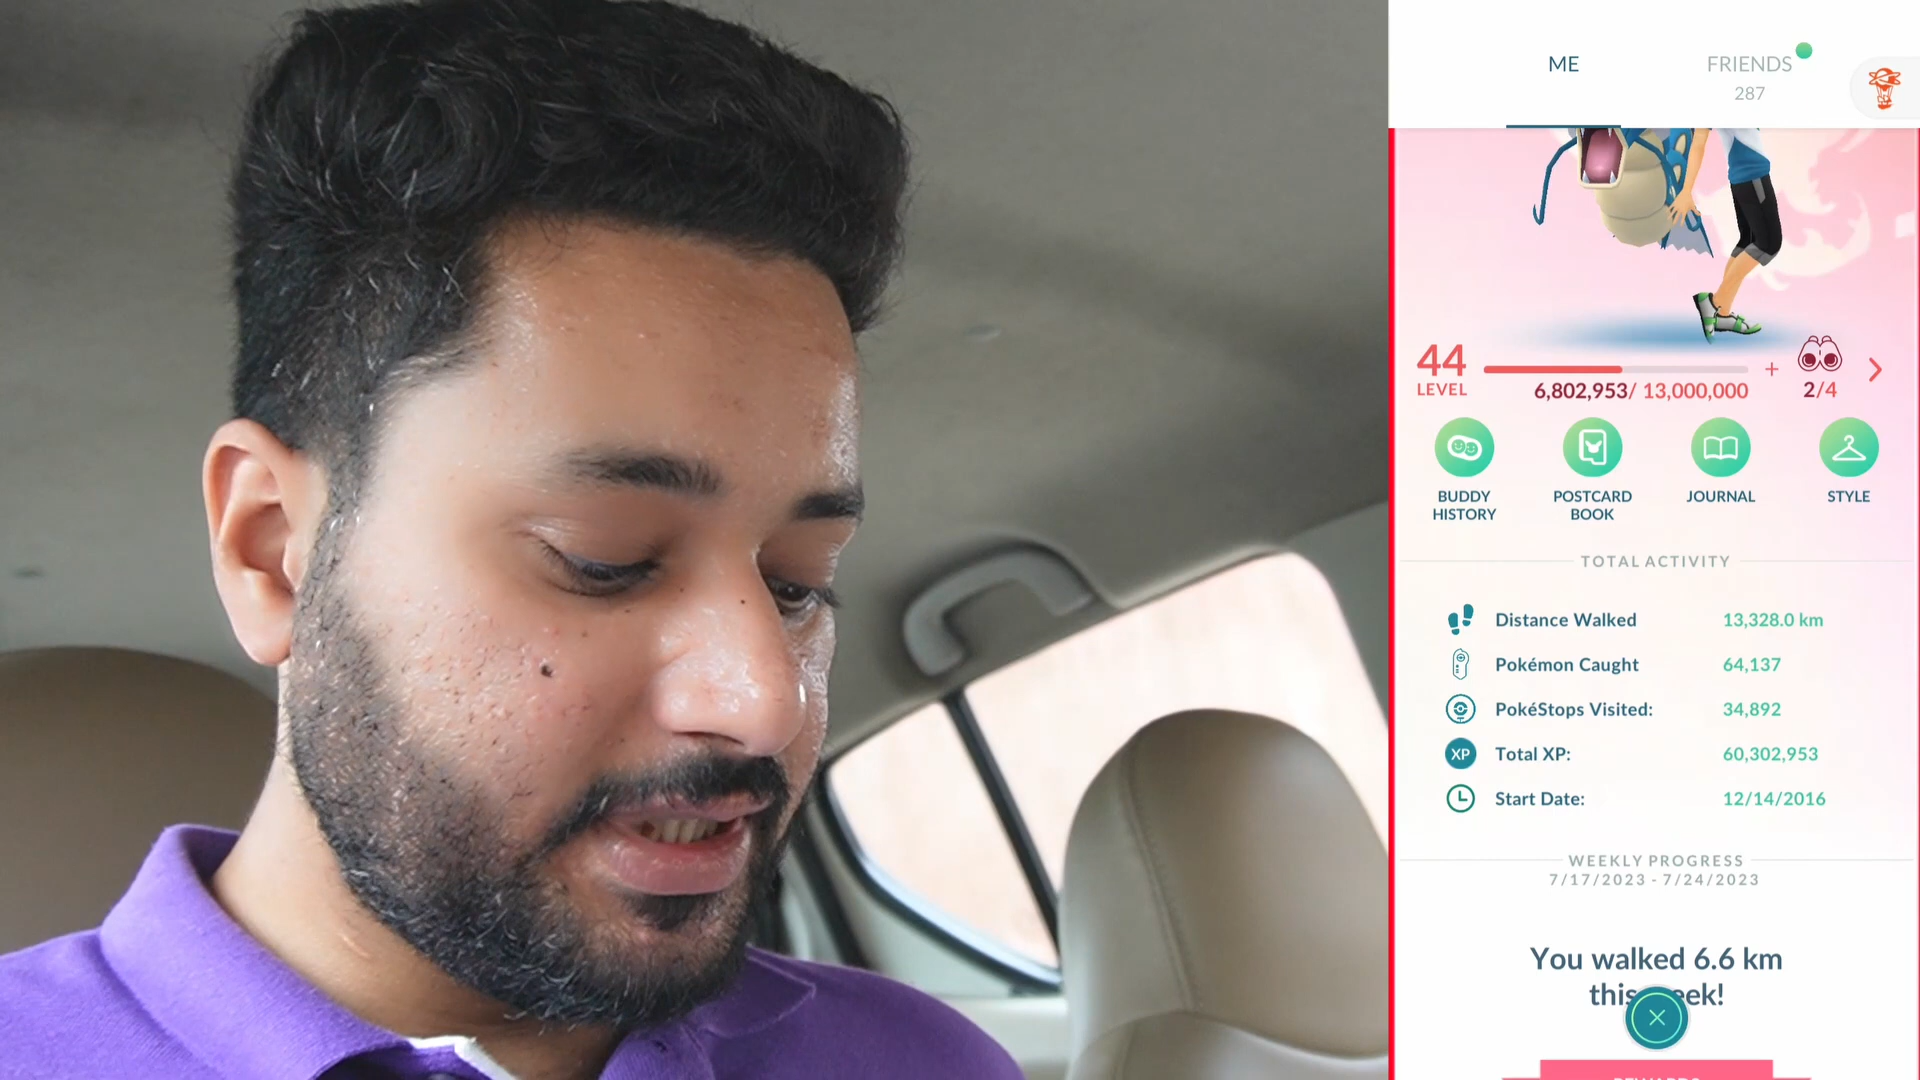 ME
FRIENDS
287
44
LEVEL
6,802,953/ 13,000,000
+
2/4
BUDDY
HISTORY
POSTCARD
BOOK
JOURNAL
STYLE
TOTAL ACTIVITY
Distance Walked 13,328.0 km
Pokémon Caught 64,137
PokéStops Visited: 34,892
XP Total XP: 60,302,953
Start Date: 12/14/2016
WEEKLY PROGRESS
7/17/2023 - 7/24/2023
You walked 6.6 km